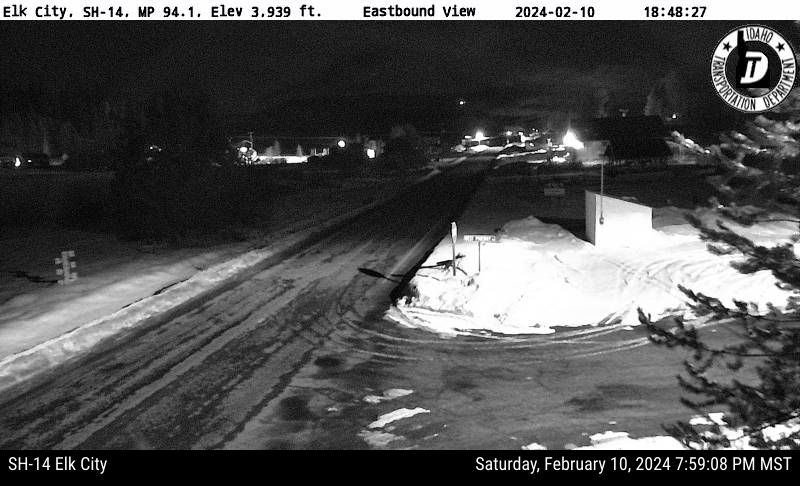 Elk City, SH-14, MP 94.1, Elev 3,939 ft. Eastbound View 2024-02-10 18:48:27
IDAHO
TRANSPORTATION DEPARTMENT
SH-14 Elk City Saturday, February 10, 2024 7:59:08 PM MST